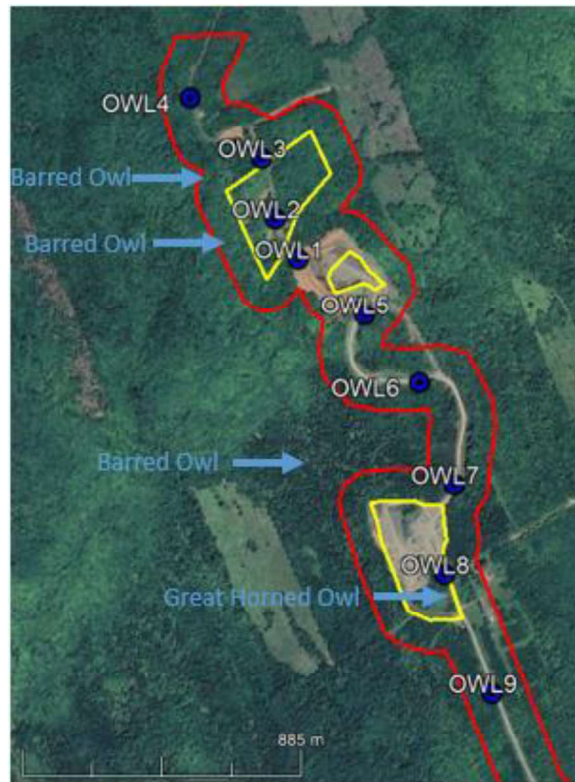 OWL4
OWL3
Barred Owl
OWL2
Barred Owl
OWL1
OWL5
OWL6
Barred Owl
OWL7
OWL8
Great Horned Owl
OWL9
885 m